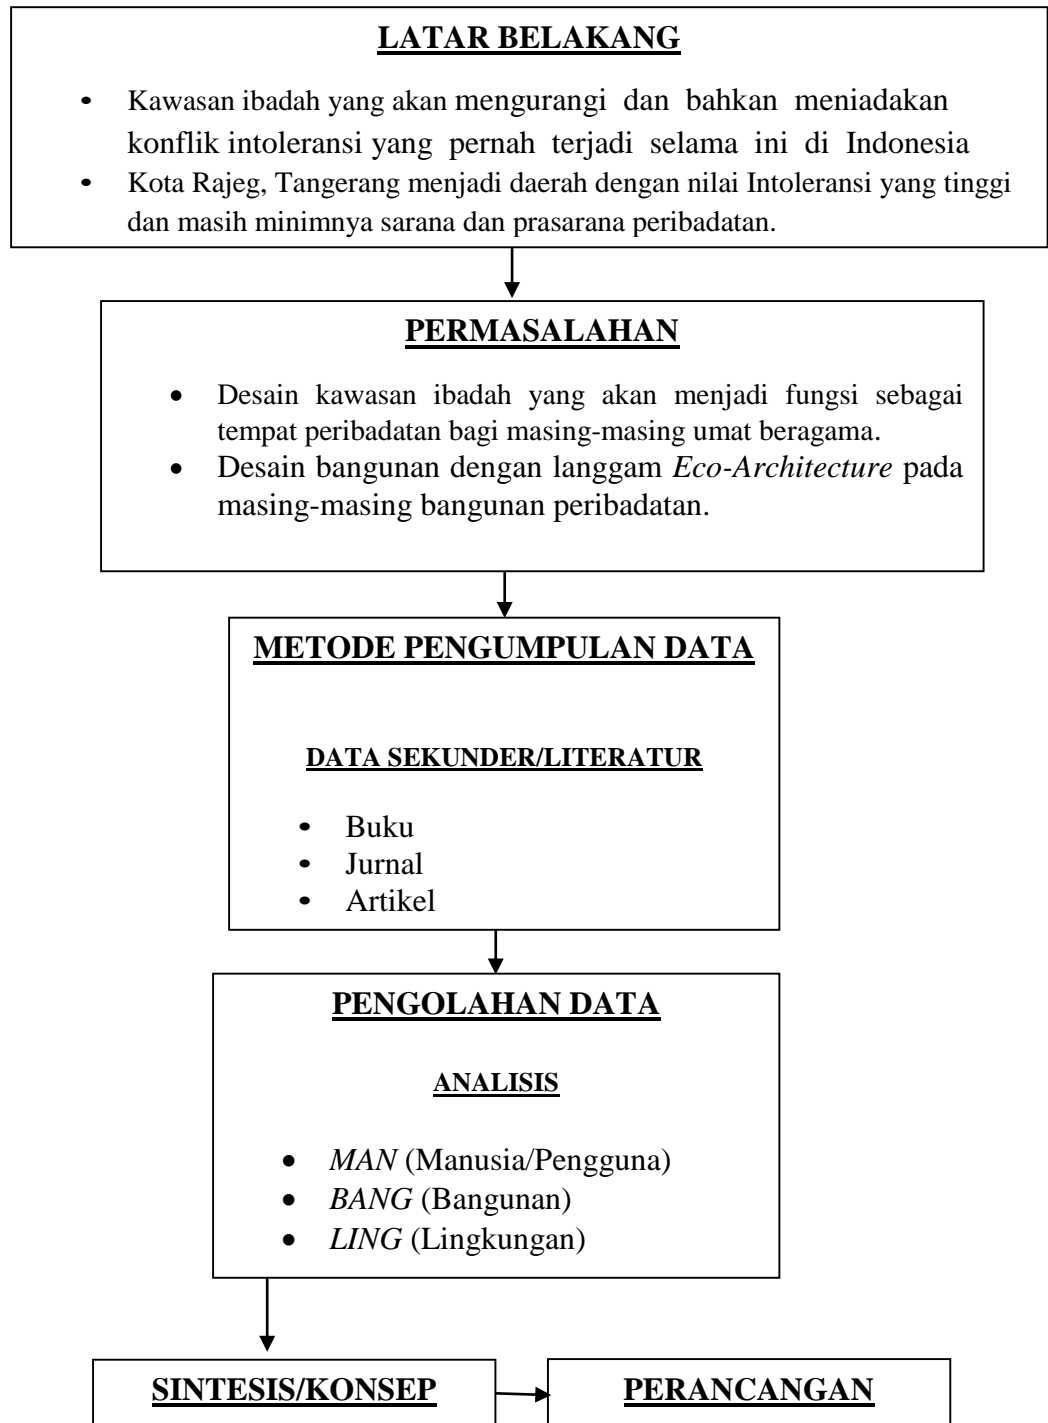 LATAR BELAKANG
• Kawasan ibadah yang akan mengurangi dan bahkan meniadakan
konflik intoleransi yang pernah terjadi selama ini di Indonesia
• Kota Rajeg, Tangerang menjadi daerah dengan nilai Intoleransi yang tinggi
dan masih minimnya sarana dan prasarana peribadatan.
PERMASALAHAN
• Desain kawasan ibadah yang akan menjadi fungsi sebagai
tempat peribadatan bagi masing-masing umat beragama.
• Desain bangunan dengan langgam Eco-Architecture pada
masing-masing bangunan peribadatan.
METODE PENGUMPULAN DATA
DATA SEKUNDER/LITERATUR
• Buku
• Jurnal
• Artikel
PENGOLAHAN DATA
ANALISIS
• MAN (Manusia/Pengguna)
• BANG (Bangunan)
• LING (Lingkungan)
SINTESIS/KONSEP
PERANCANGAN